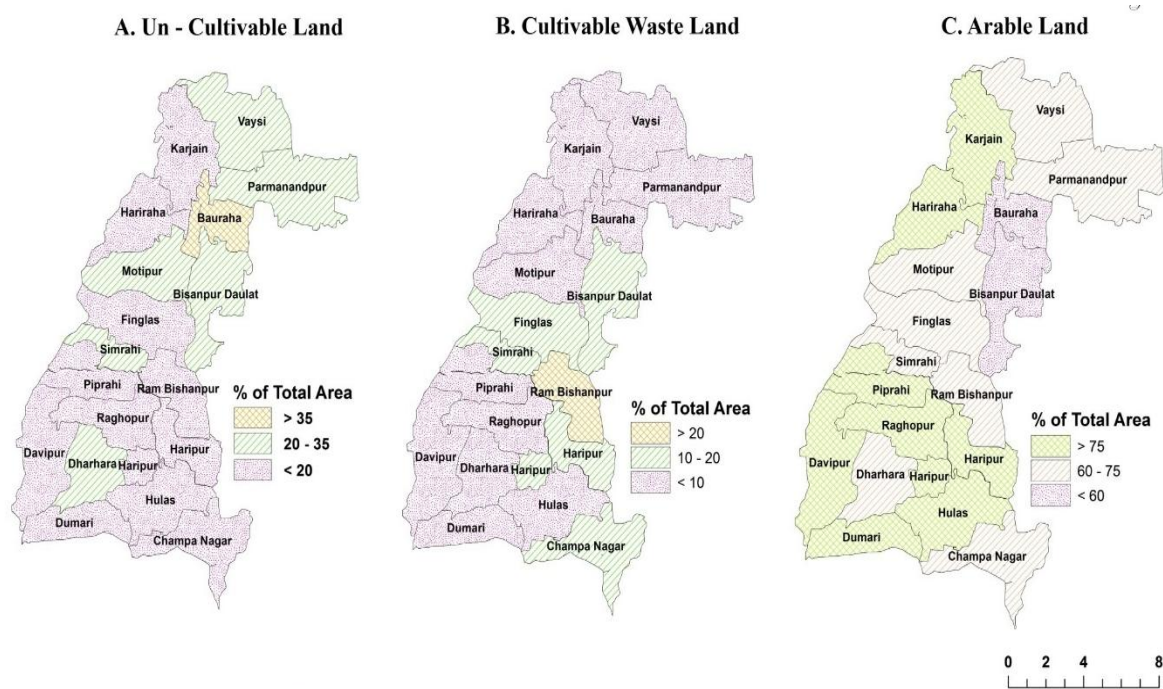 A. Un - Cultivable Land
Vaysi
Karjain
Parmanandpur
Hariraha
Bauraha
Motipur
Bisanpur Daulat
Finglas
Simrahi
Piprahi
Ram Bishanpur
Raghopur
Davipur
Dharhara
Haripur
Haripur
Hulas
Dumari
Champa Nagar
% of Total Area
> 35
20 - 35
< 20
B. Cultivable Waste Land
Vaysi
Karjain
Parmanandpur
Hariraha
Bauraha
Motipur
Bisanpur Daulat
Finglas
Simrahi
Piprahi
Ram Bishanpur
Raghopur
Davipur
Dharhara
Haripur
Haripur
Hulas
Dumari
Champa Nagar
% of Total Area
> 20
10 - 20
< 10
C. Arable Land
Vaysi
Karjain
Parmanandpur
Hariraha
Bauraha
Motipur
Bisanpur Daulat
Finglas
Simrahi
Piprahi
Ram Bishanpur
Raghopur
Davipur
Dharhara
Haripur
Haripur
Hulas
Dumari
Champa Nagar
% of Total Area
> 75
60 - 75
< 60
0 2 4 8